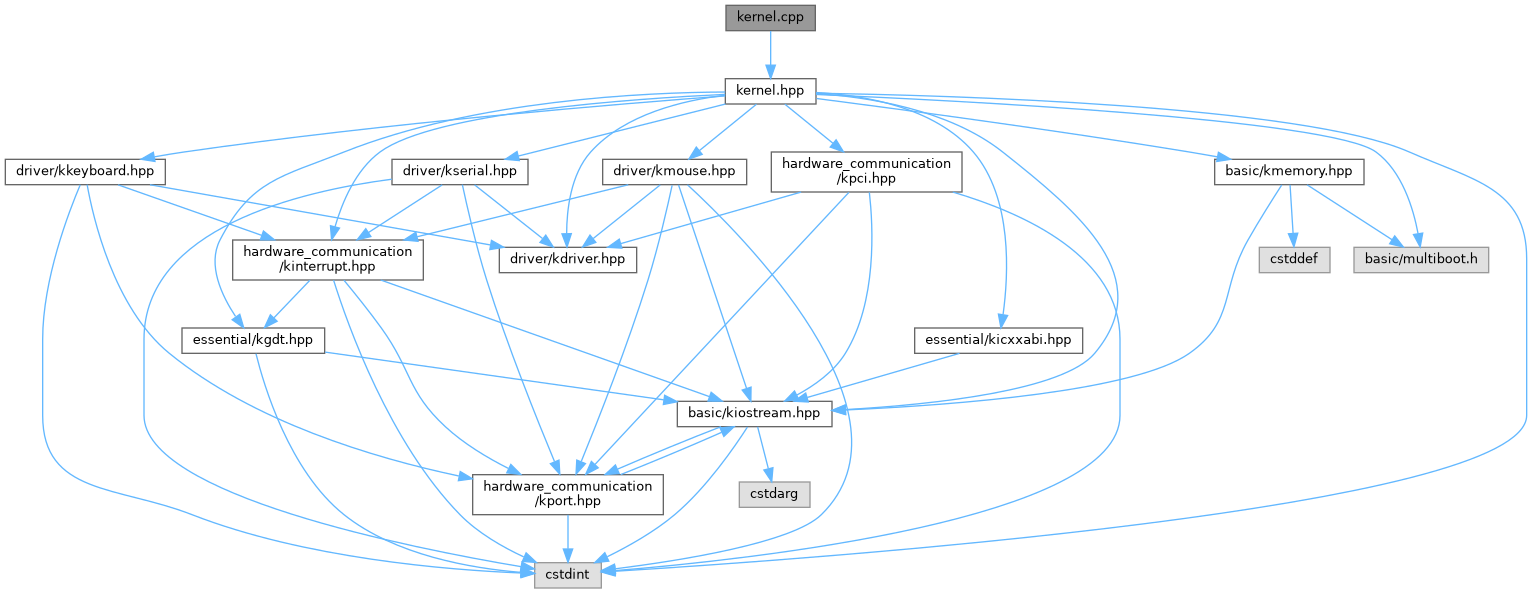 kernel.cpp
kernel.hpp
driver/kkeyboard.hpp
driver/kserial.hpp
driver/kmouse.hpp
hardware_communication
/kpci.hpp
basic/kmemory.hpp
hardware_communication
/kinterrupt.hpp
driver/kdriver.hpp
cstddef
basic/multiboot.h
essential/kgdt.hpp
essential/kicxxabi.hpp
basic/kiostream.hpp
hardware_communication
/kport.hpp
cstdarg
cstdint